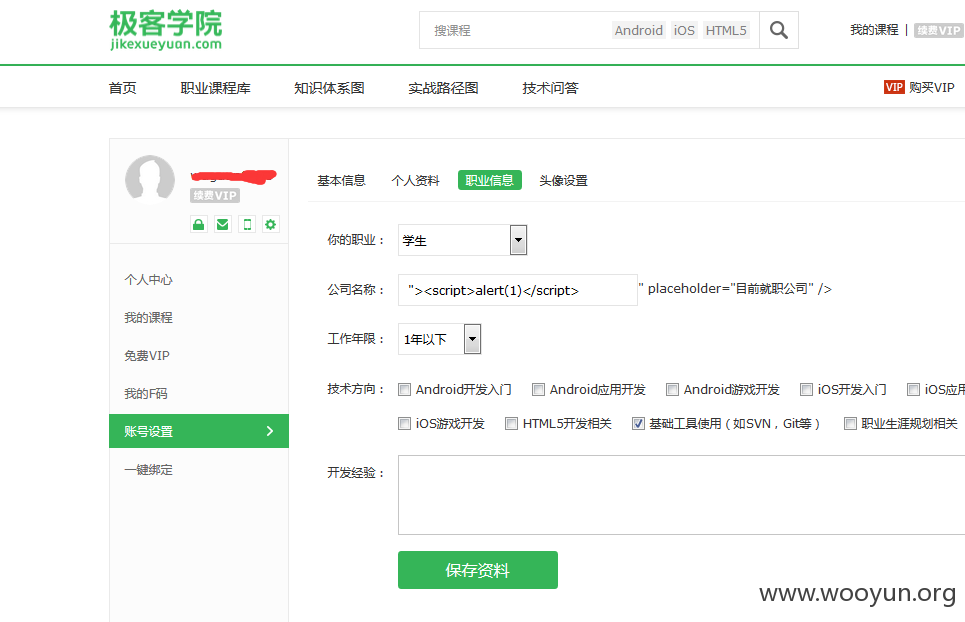 极客学院
jikexueyuan.com
搜课程 Android iOS HTML5
我的课程 | 续费VIP
首页 职业课程库 知识体系图 实战路径图 技术问答
VIP 购买VIP
续费VIP
个人中心
我的课程
免费VIP
我的F码
账号设置
一键绑定
基本信息 个人资料 职业信息 头像设置
你的职业： 学生
公司名称： "><script>alert(1)</script> " placeholder="目前就职公司" />
工作年限： 1年以下
技术方向： Android开发入门 Android应用开发 Android游戏开发 iOS开发入门 iOS应用
iOS游戏开发 HTML5开发相关 基础工具使用（如SVN，Git等） 职业生涯规划相关
开发经验：
保存资料
www.wooyun.org